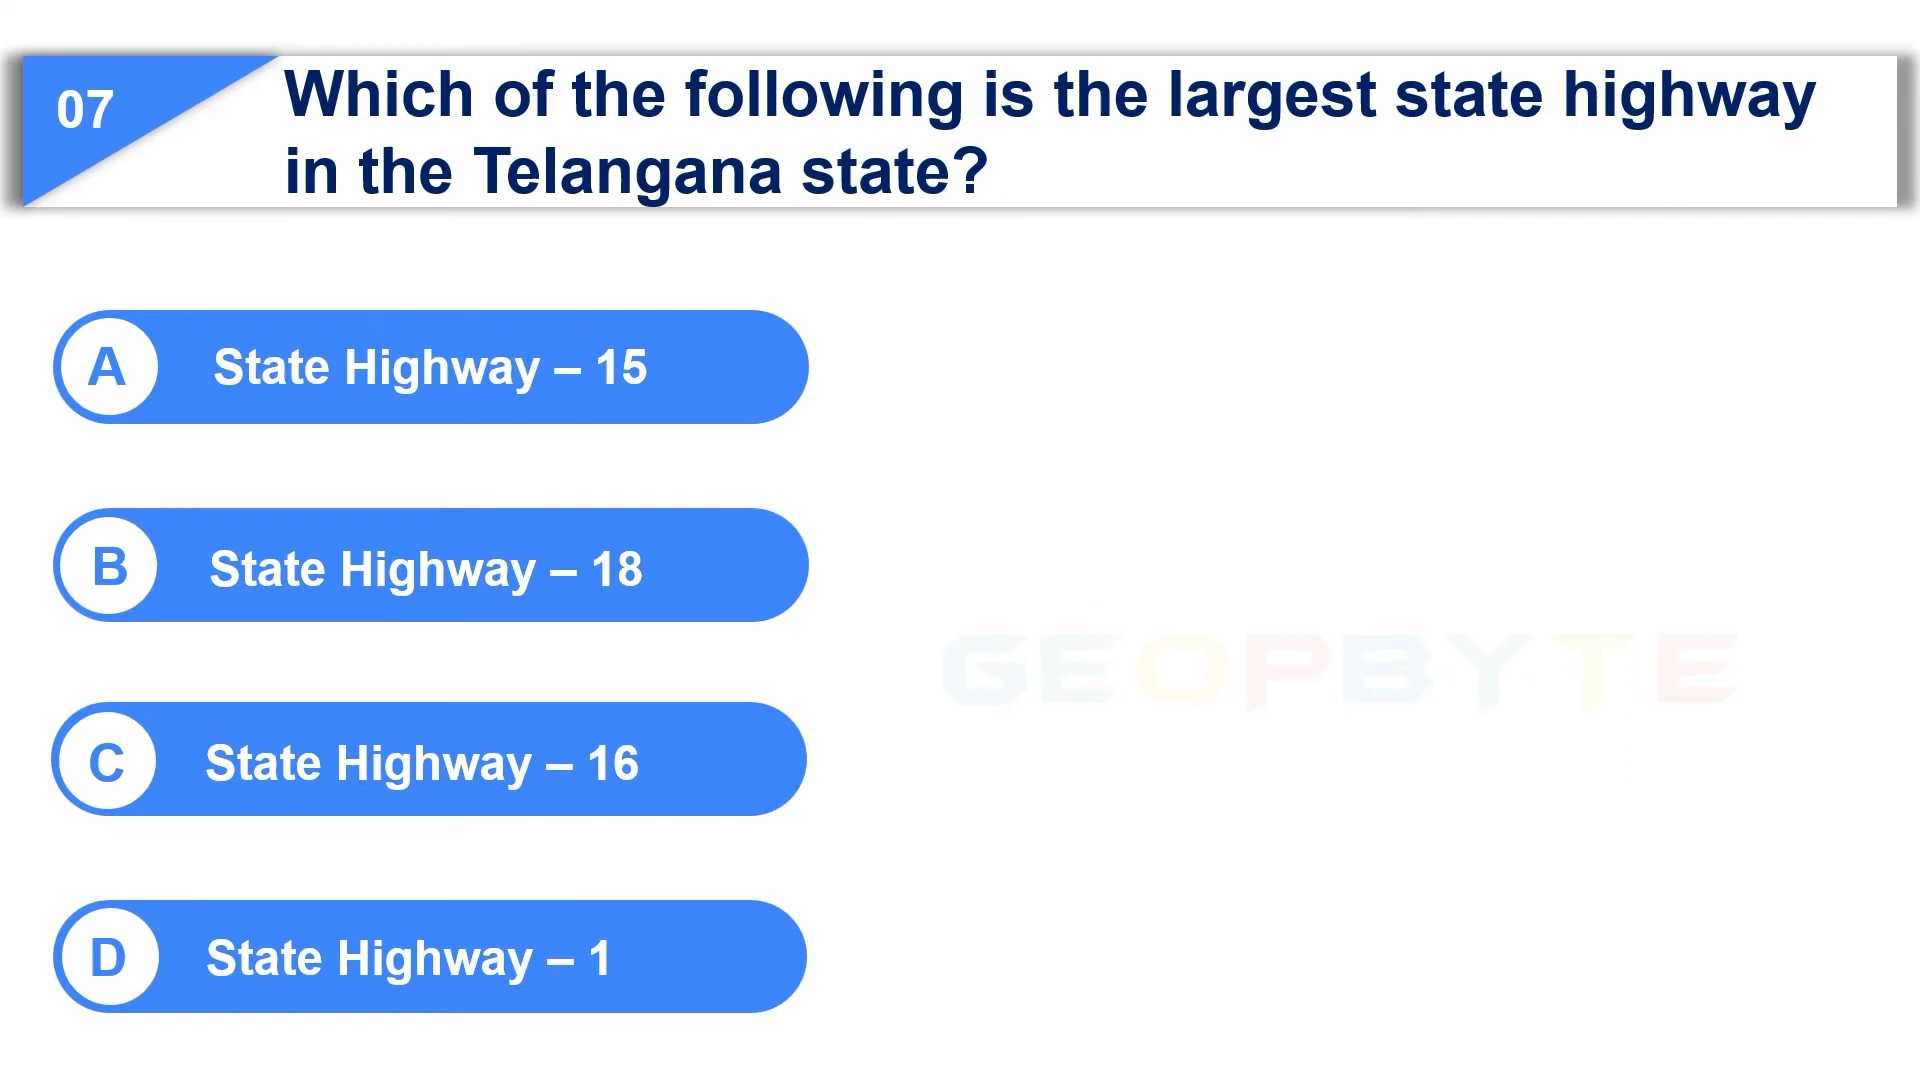 07
Which of the following is the largest state highway
in the Telangana state?
A
State Highway – 15
B
State Highway – 18
GEOPBYTE
C
State Highway – 16
D
State Highway – 1